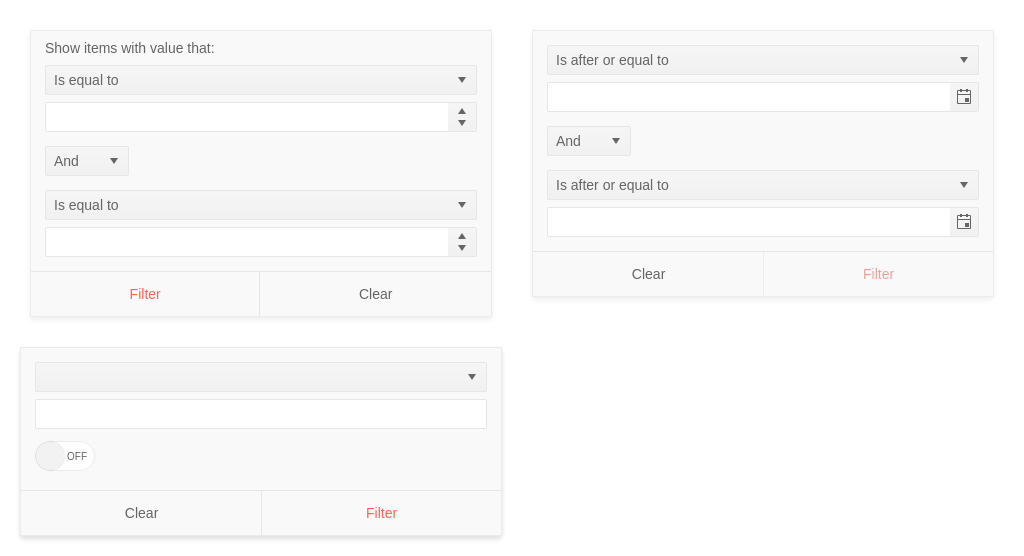 Show items with value that:
Is equal to
And
Is equal to
Filter
Clear
Is after or equal to
And
Is after or equal to
Clear
Filter
OFF
Clear
Filter